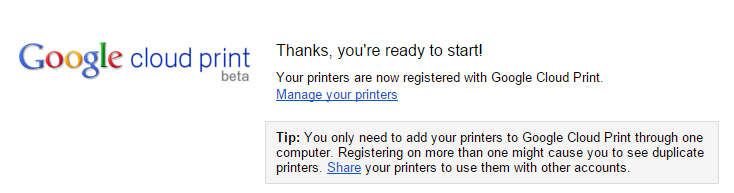 Google cloud print
beta
Thanks, you're ready to start!
Your printers are now registered with Google Cloud Print.
Manage your printers
Tip: You only need to add your printers to Google Cloud Print through one
computer. Registering on more than one might cause you to see duplicate
printers. Share your printers to use them with other accounts.